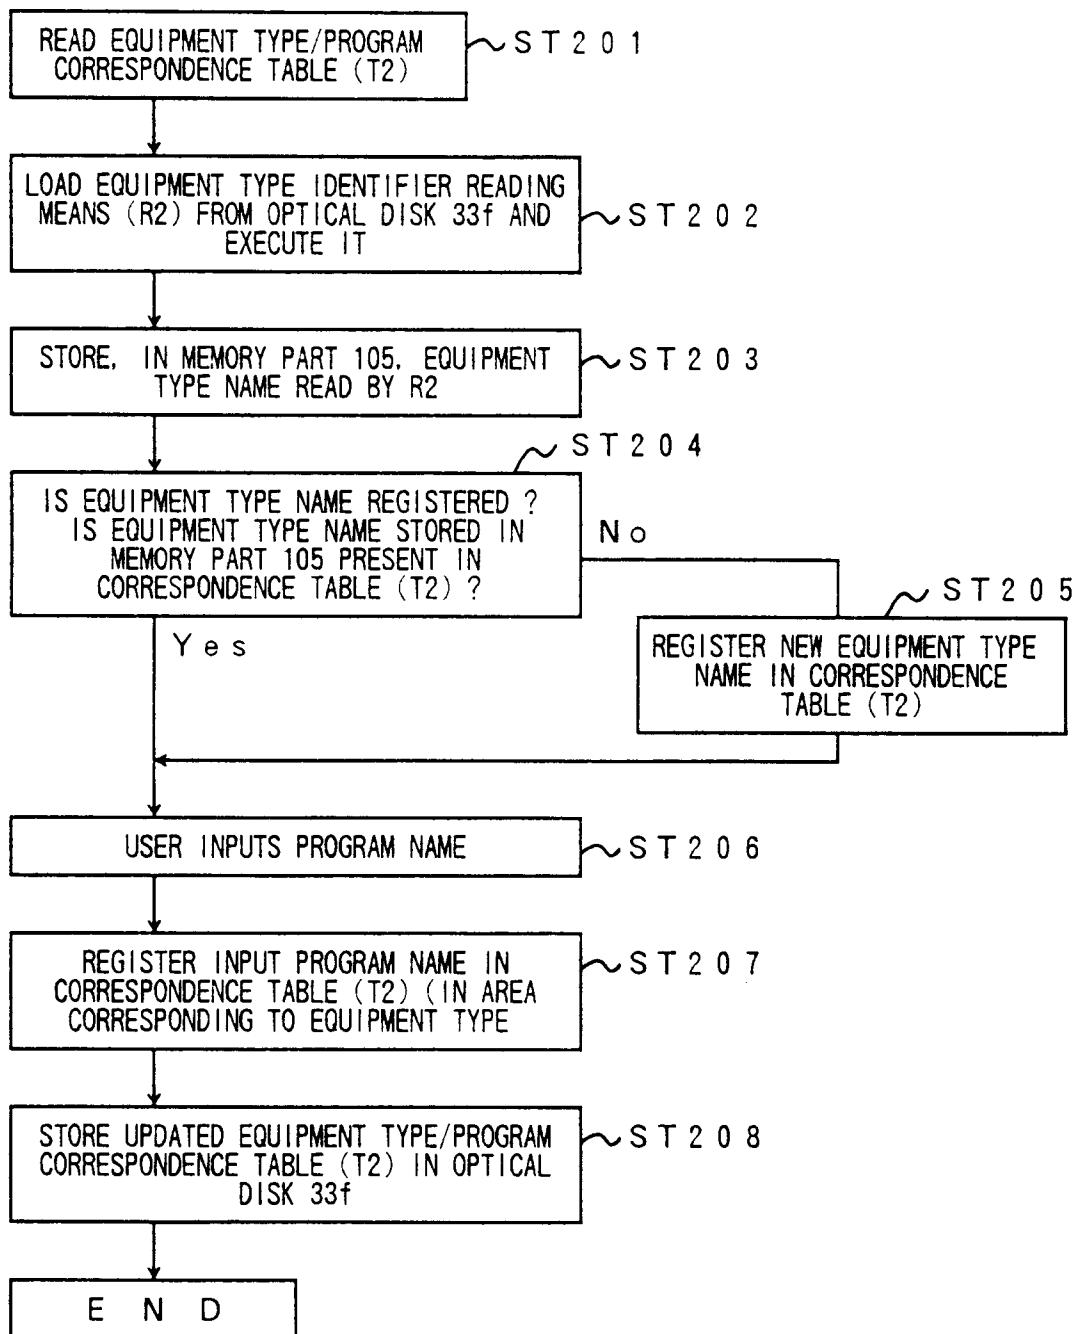 READ EQUIPMENT TYPE/PROGRAM
CORRESPONDENCE TABLE (T2)
ST201
LOAD EQUIPMENT TYPE IDENTIFIER READING
MEANS (R2) FROM OPTICAL DISK 33f AND
EXECUTE IT
ST202
STORE, IN MEMORY PART 105, EQUIPMENT
TYPE NAME READ BY R2
ST203
ST204
IS EQUIPMENT TYPE NAME REGISTERED ?
IS EQUIPMENT TYPE NAME STORED IN
MEMORY PART 105 PRESENT IN
CORRESPONDENCE TABLE (T2) ?
No
Yes
ST205
REGISTER NEW EQUIPMENT TYPE
NAME IN CORRESPONDENCE
TABLE (T2)
USER INPUTS PROGRAM NAME
ST206
REGISTER INPUT PROGRAM NAME IN
CORRESPONDENCE TABLE (T2) (IN AREA
CORRESPONDING TO EQUIPMENT TYPE
ST207
STORE UPDATED EQUIPMENT TYPE/PROGRAM
CORRESPONDENCE TABLE (T2) IN OPTICAL
DISK 33f
ST208
END